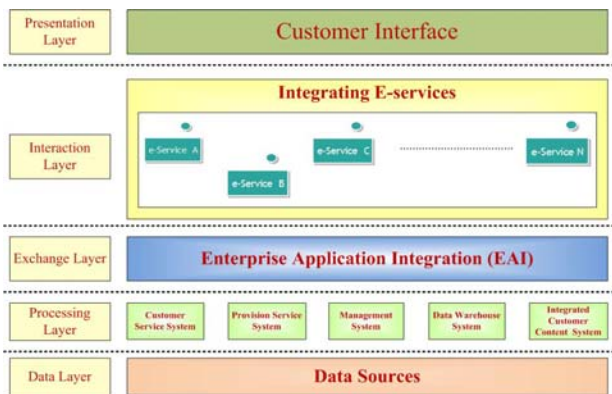 Presentation
Layer
Customer Interface
Integrating E-services
Interaction
Layer
e-Service A
e-Service B
e-Service C
e-Service N
Exchange Layer
Enterprise Application Integration (EAI)
Processing
Layer
Customer
Service System
Provision Service
System
Management
System
Data Warehouse
System
Integrated
Customer
Content System
Data Layer
Data Sources